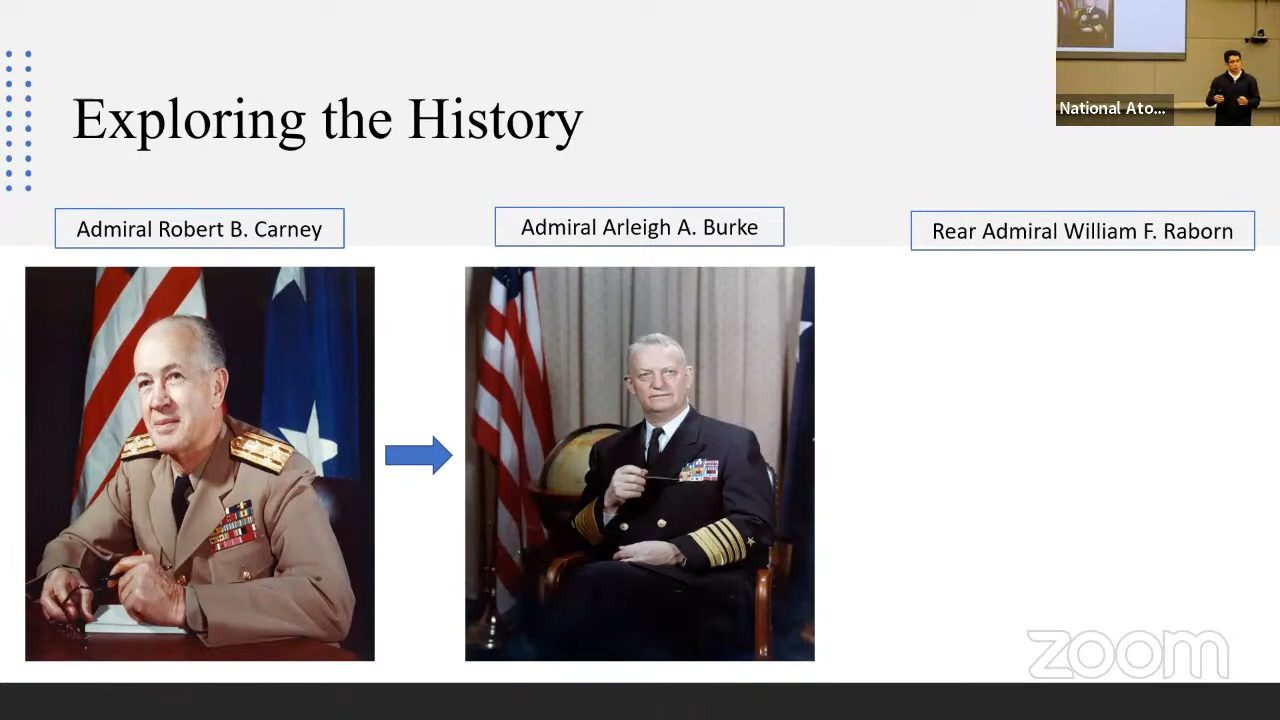 Exploring the History
National Ato...
Admiral Robert B. Carney
Admiral Arleigh A. Burke
Rear Admiral William F. Raborn
zoom